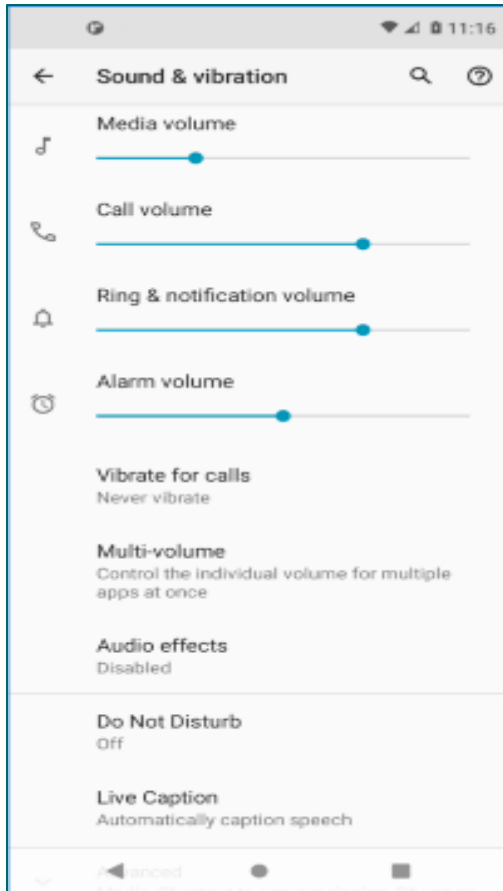 11:16
Sound & vibration
Media volume
Call volume
Ring & notification volume
Alarm volume
Vibrate for calls
Never vibrate
Multi-volume
Control the individual volume for multiple
apps at once
Audio effects
Disabled
Do Not Disturb
Off
Live Caption
Automatically caption speech
Advanced